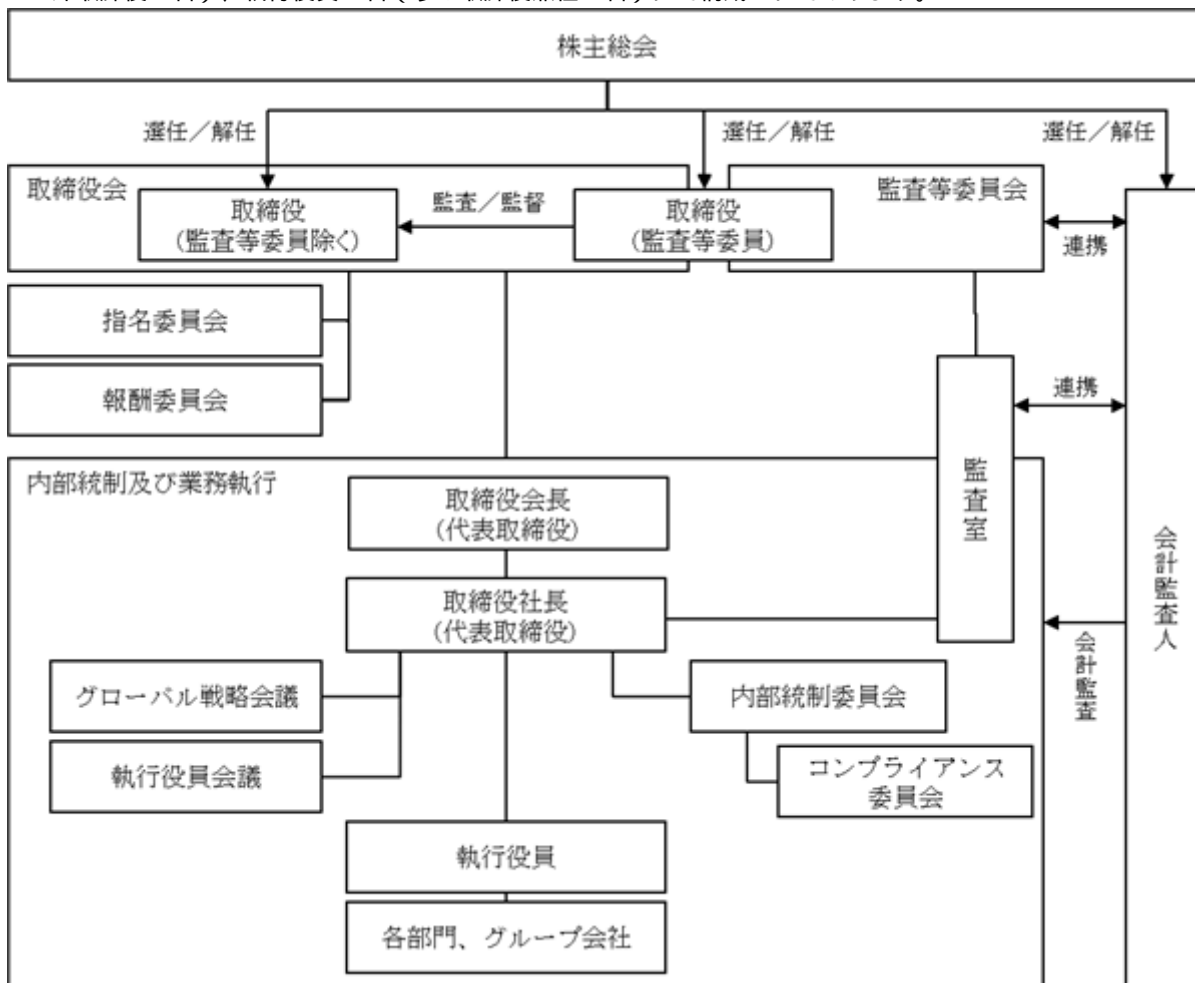 株主総会
選任/解任
選任/解任
選任/解任
取締役会
取締役
(監査等委員除く)
監査/監督
取締役
(監査等委員)
監査等委員会
連携
指名委員会
報酬委員会
連携
監査室
会計監査人
内部統制及び業務執行
取締役会長
(代表取締役)
取締役社長
(代表取締役)
会計監査
グローバル戦略会議
内部統制委員会
執行役員会議
コンプライアンス
委員会
執行役員
各部門、グループ会社